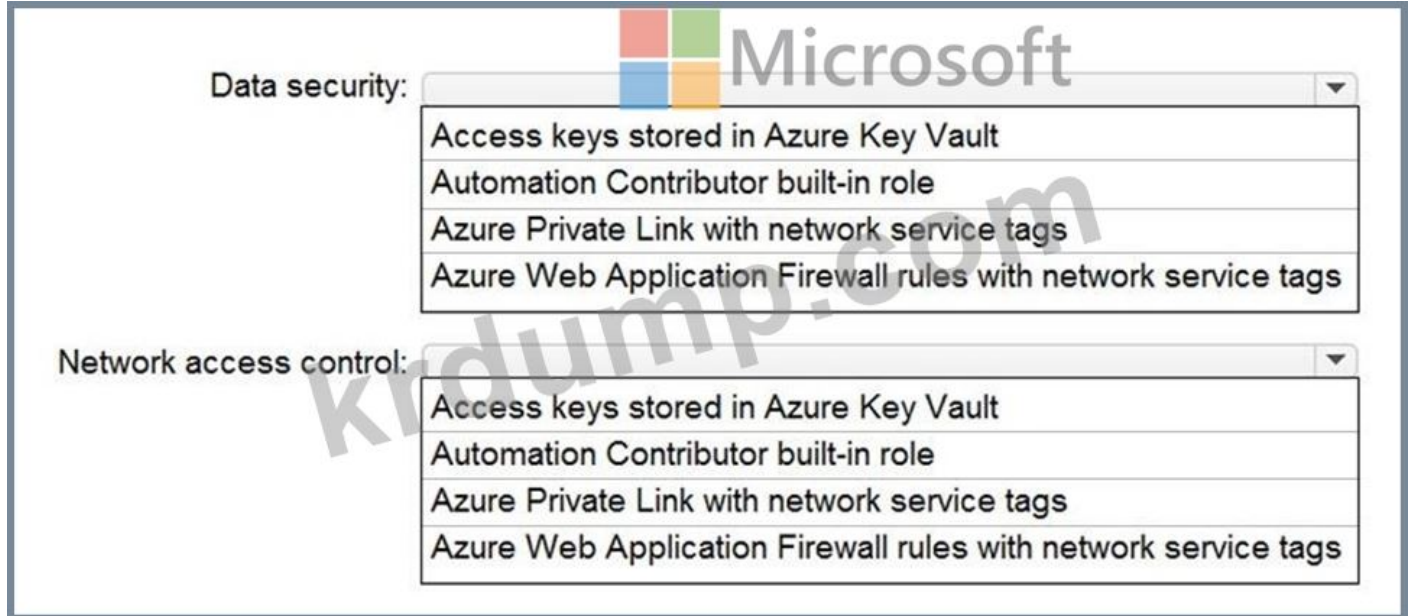 Microsoft
Data security:
Access keys stored in Azure Key Vault
Automation Contributor built-in role
Azure Private Link with network service tags
Azure Web Application Firewall rules with network service tags
krdump.com
Network access control:
Access keys stored in Azure Key Vault
Automation Contributor built-in role
Azure Private Link with network service tags
Azure Web Application Firewall rules with network service tags